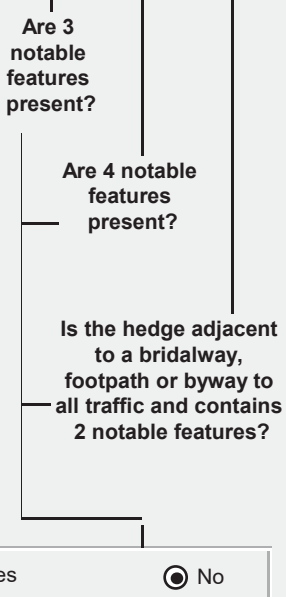 Are 3
notable
features
present?
Are 4 notable
features
present?
Is the hedge adjacent
to a bridalway,
footpath or byway to
all traffic and contains
2 notable features?
es
No